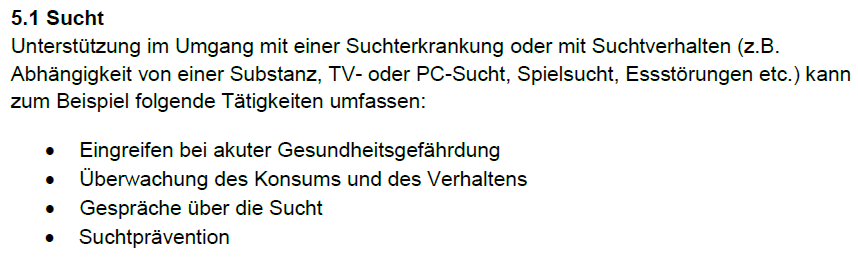 5.1 Sucht
Unterstützung im Umgang mit einer Suchterkrankung oder mit Suchtverhalten (z.B.
Abhängigkeit von einer Substanz, TV- oder PC-Sucht, Spielsucht, Essstörungen etc.) kann
zum Beispiel folgende Tätigkeiten umfassen:
• Eingreifen bei akuter Gesundheitsgefährdung
• Überwachung des Konsums und des Verhaltens
• Gespräche über die Sucht
• Suchtprävention